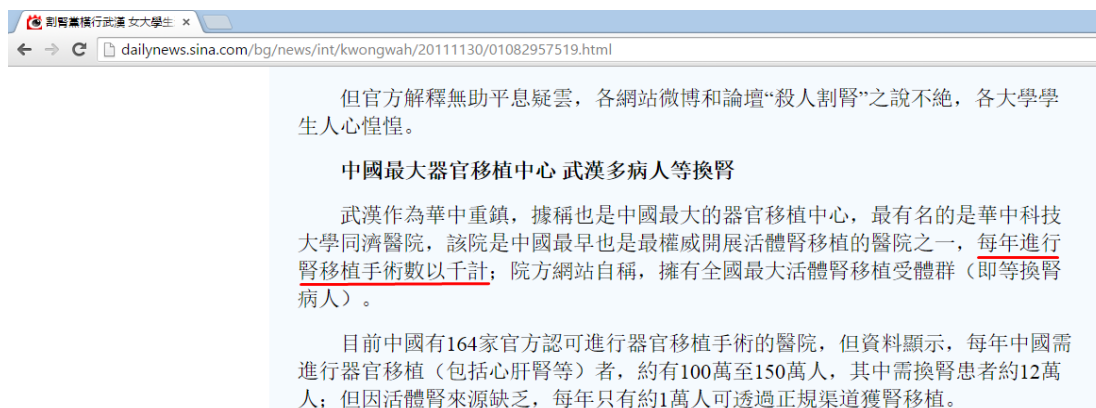 割腎黨橫行武漢 女大學生
dailynews.sina.com/bg/news/int/kwongwah/20111130/01082957519.html
但官方解釋無助平息疑雲，各網站微博和論壇“殺人割腎”之說不絶，各大學學
生人心惶惶。
中國最大器官移植中心 武漢多病人等換腎
武漢作為華中重鎮，據稱也是中國最大的器官移植中心，最有名的是華中科技
大學同濟醫院，該院是中國最早也是最權威開展活體腎移植的醫院之一，每年進行
腎移植手術數以千計；院方網站自稱，擁有全國最大活體腎移植受體群（即等換腎
病人）。
目前中國有164家官方認可進行器官移植手術的醫院，但資料顯示，每年中國需
進行器官移植（包括心肝腎等）者，約有100萬至150萬人，其中需換腎患者約12萬
人；但因活體腎來源缺乏，每年只有約1萬人可透過正規渠道獲腎移植。